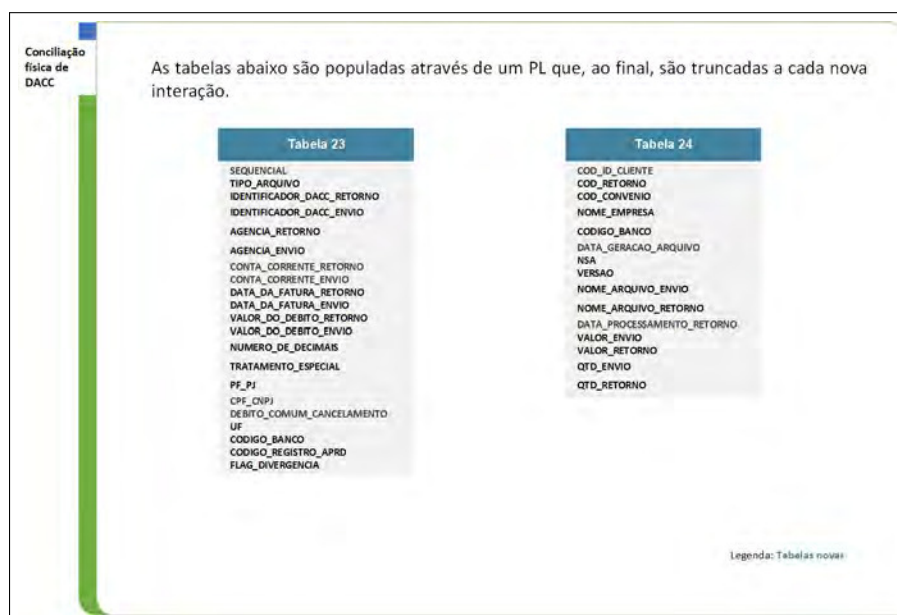 Conciliação
física de
DACC
As tabelas abaixo são populadas através de um PL que, ao final, são truncadas a cada nova
interação.
Tabela 23
SEQUENCIAL
TIPO_ARQUIVO
IDENTIFICADOR_DACC_RETORNO
IDENTIFICADOR_DACC_ENVIO
AGENCIA_RETORNO
AGENCIA_ENVIO
CONTA_CORRENTE_RETORNO
CONTA_CORRENTE_ENVIO
DATA_DA_FATURA_RETORNO
DATA_DA_FATURA_ENVIO
VALOR_DO_DEBITO_RETORNO
VALOR_DO_DEBITO_ENVIO
NUMERO_DE_DECIMAIS
TRATAMENTO_ESPECIAL
PF_PJ
CPF_CNPJ
DEBITO_COMUM_CANCELAMENTO
UF
CODIGO_BANCO
CODIGO_REGISTRO_APRD
FLAG_DIVERGENCIA
Tabela 24
COD_ID_CLIENTE
COD_RETORNO
COD_CONVENIO
NOME_EMPRESA
CODIGO_BANCO
DATA_GERACAO_ARQUIVO
NSA
VERSAO
NOME_ARQUIVO_ENVIO
NOME_ARQUIVO_RETORNO
DATA_PROCESSAMENTO_RETORNO
VALOR_ENVIO
VALOR_RETORNO
QTD_ENVIO
QTD_RETORNO
Legenda: Tabelas novas